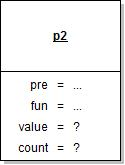 p2
pre = ...
fun = ...
value = ?
count = ?